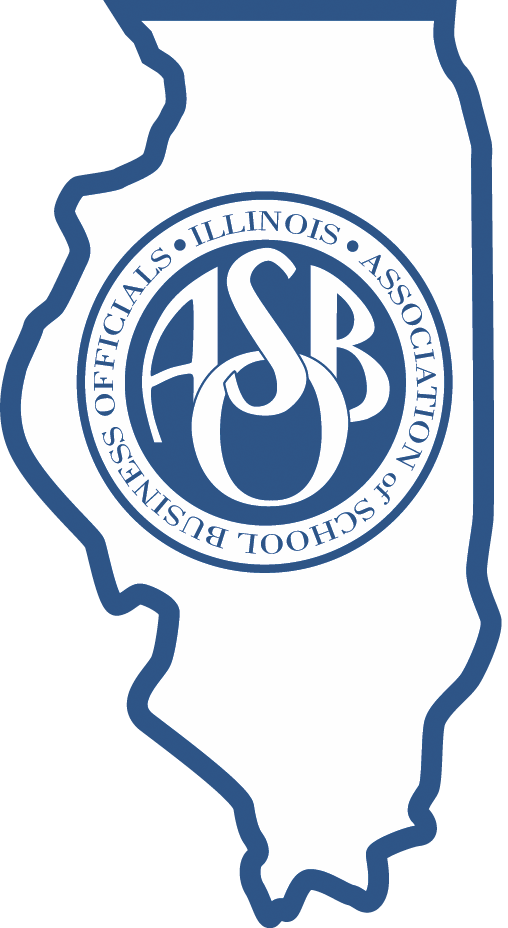 • ILLINOIS • ASSOCIATION of SCHOOL BUSINESS OFFICIALS
ASBO